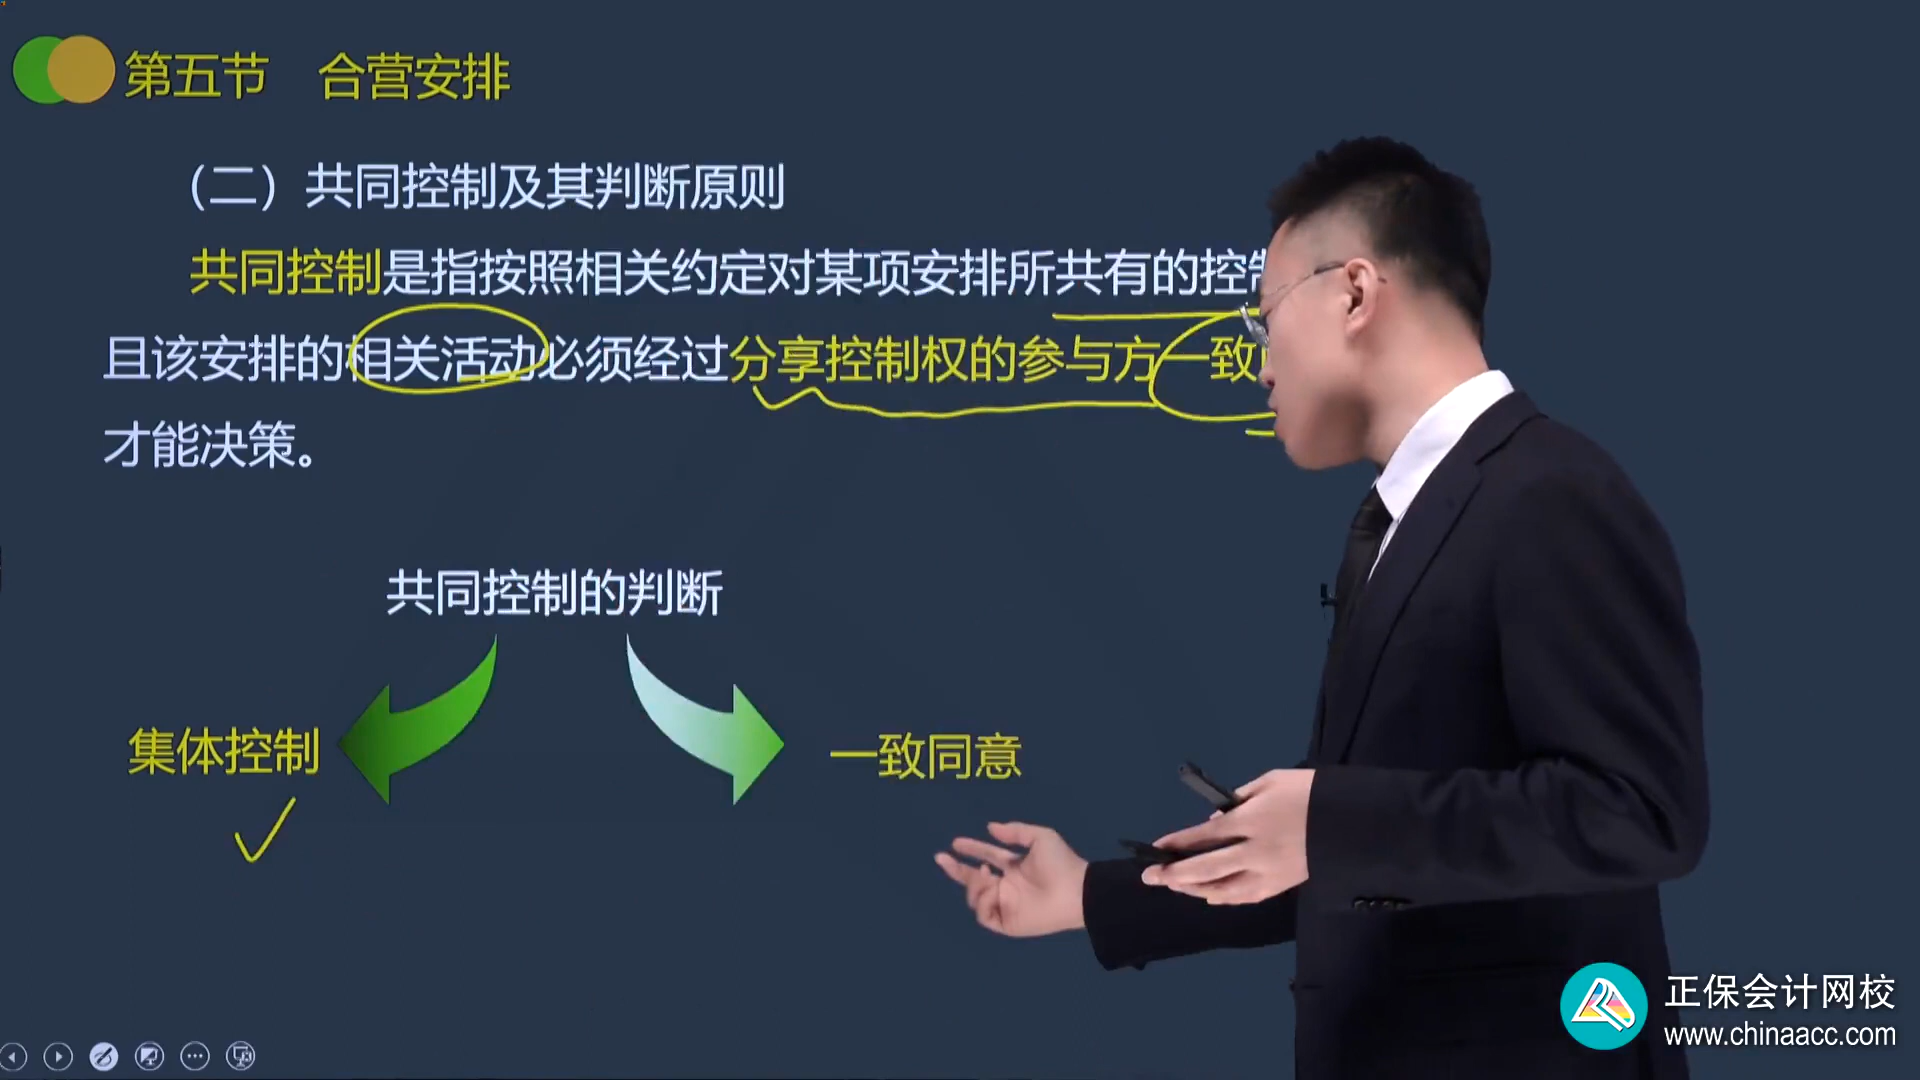 第五节 合营安排
（二）共同控制及其判断原则
共同控制是指按照相关约定对某项安排所共有的控制
且该安排的相关活动必须经过分享控制权的参与方一致
才能决策。
共同控制的判断
集体控制
一致同意
正保会计网校
www.chinaacc.com